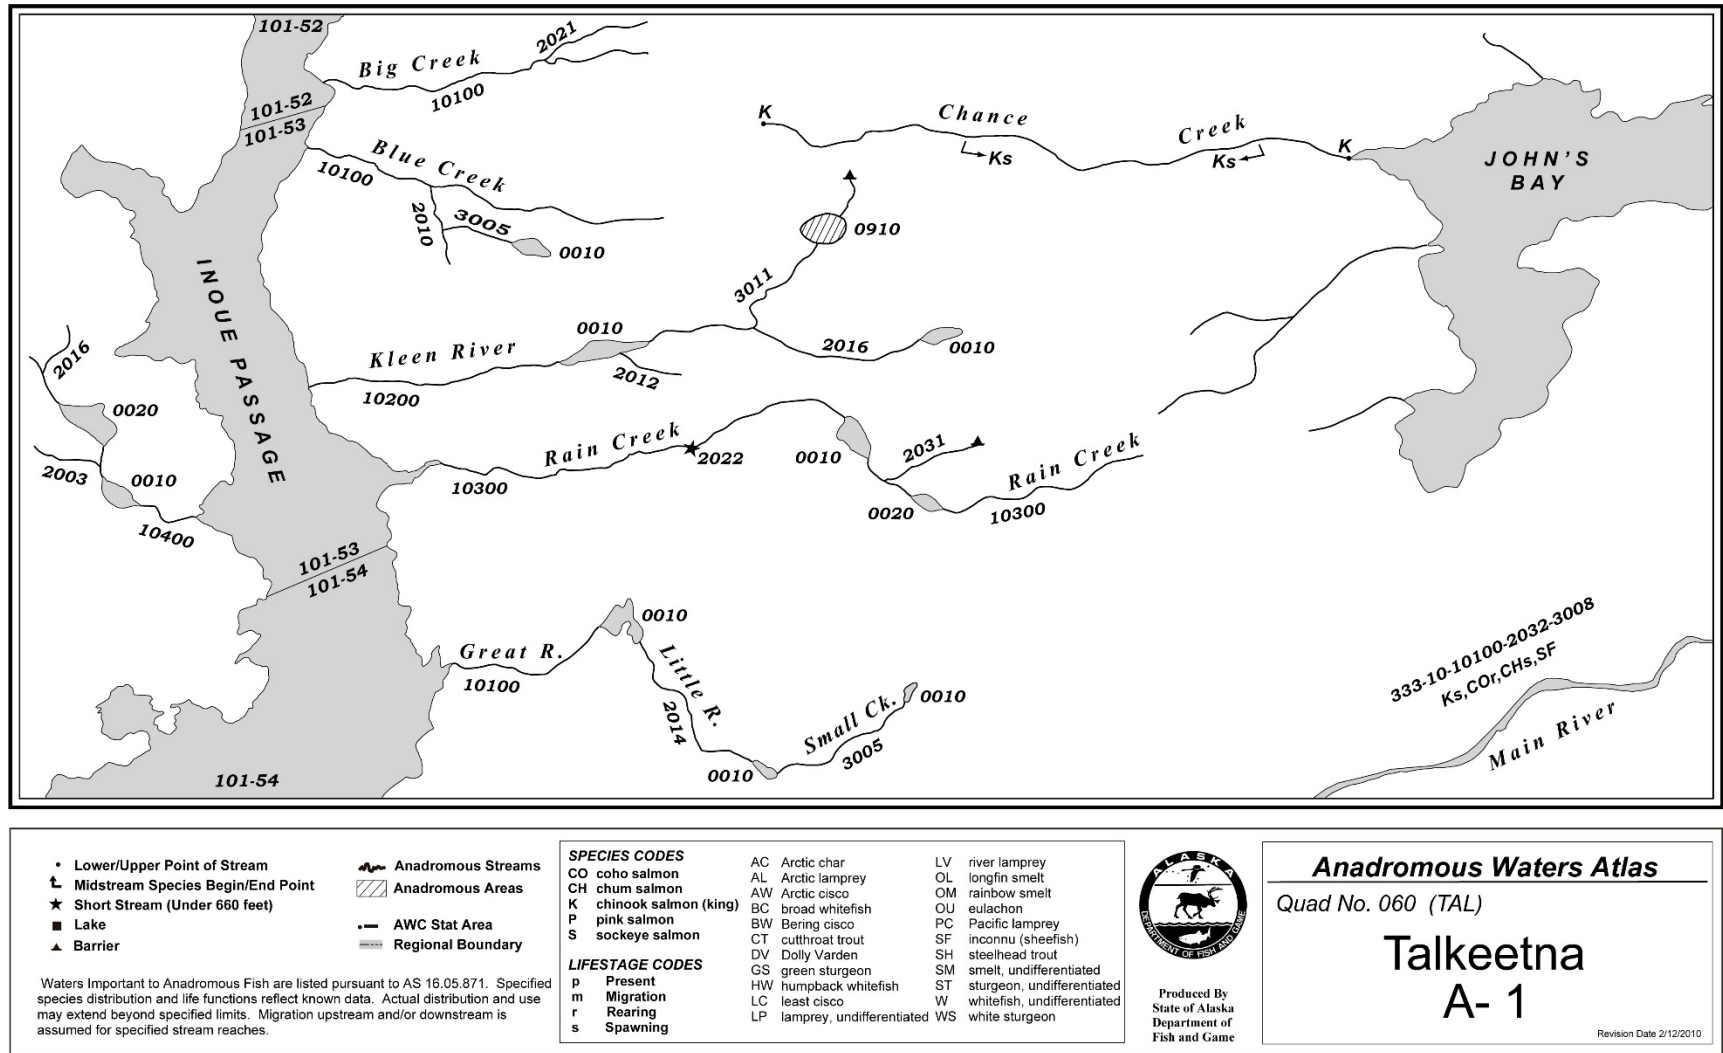 101-52
Big Creek
2021
10100
101-52
101-53
Blue Creek
10100
2010
3005
0010
K
Chance Creek
Ks
Ks
K
JOHN'S
BAY
0910
3011
INOUE PASSAGE
0010
Kleen River
2012
10200
2016
0010
2016
0020
2003
0010
10400
Rain Creek
2022
10300
0010
2031
0020
Rain Creek
10300
101-53
101-54
0010
Great R.
10100
Little R.
2014
0010
Small Ck.
3005
0010
101-54
333-10-10100-2032-3008
Ks,COr,CHs,SF
Main River
Lower/Upper Point of Stream
Midstream Species Begin/End Point
Short Stream (Under 660 feet)
Lake
Barrier
Anadromous Streams
Anadromous Areas
AWC Stat Area
Regional Boundary
Waters Important to Anadromous Fish are listed pursuant to AS 16.05.871. Specified
species distribution and life functions reflect known data. Actual distribution and use
may extend beyond specified limits. Migration upstream and/or downstream is
assumed for specified stream reaches.
SPECIES CODES
CO coho salmon
CH chum salmon
K chinook salmon (king)
P pink salmon
S sockeye salmon
LIFESTAGE CODES
p Present
m Migration
r Rearing
s Spawning
AC Arctic char
AL Arctic lamprey
AW Arctic cisco
BC broad whitefish
BW Bering cisco
CT cutthroat trout
DV Dolly Varden
GS green sturgeon
HW humpback whitefish
LC least cisco
LP lamprey, undifferentiated
LV river lamprey
OL longfin smelt
OM rainbow smelt
OU eulachon
PC Pacific lamprey
SF inconnu (sheefish)
SH steelhead trout
SM smelt, undifferentiated
ST sturgeon, undifferentiated
W whitefish, undifferentiated
WS white sturgeon
ALASKA
DEPARTMENT OF FISH AND GAME
Produced By
State of Alaska
Department of
Fish and Game
Anadromous Waters Atlas
Quad No. 060 (TAL)
Talkeetna
A- 1
Revision Date 2/12/2010